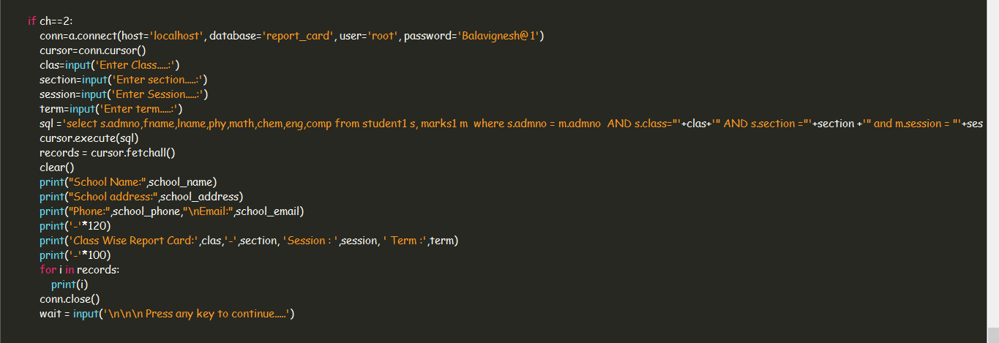 if ch==2:
conn=a.connect(host='localhost', database='report_card', user='root', password='Balavignesh@1')
cursor=conn.cursor()
clas=input('Enter Class.....:')
section=input('Enter section.....:')
session=input('Enter Session.....:')
term=input('Enter term.....:')
sql ='select s.admno,fname,lname,phy,math,chem,eng,comp from student1 s, marks1 m  where s.admno = m.admno  AND s.class="'+clas+'" AND s.section ="'+section +'" and m.session = "'+ses
cursor.execute(sql)
records = cursor.fetchall()
clear()
print("School Name:",school_name)
print("School address:",school_address)
print("Phone:",school_phone,"\nEmail:",school_email)
print('-'*120)
print('Class Wise Report Card:',clas,'-',section, 'Session : ',session, ' Term :',term)
print('-'*100)
for i in records:
print(i)
conn.close()
wait = input('\n\n\n Press any key to continue.....')